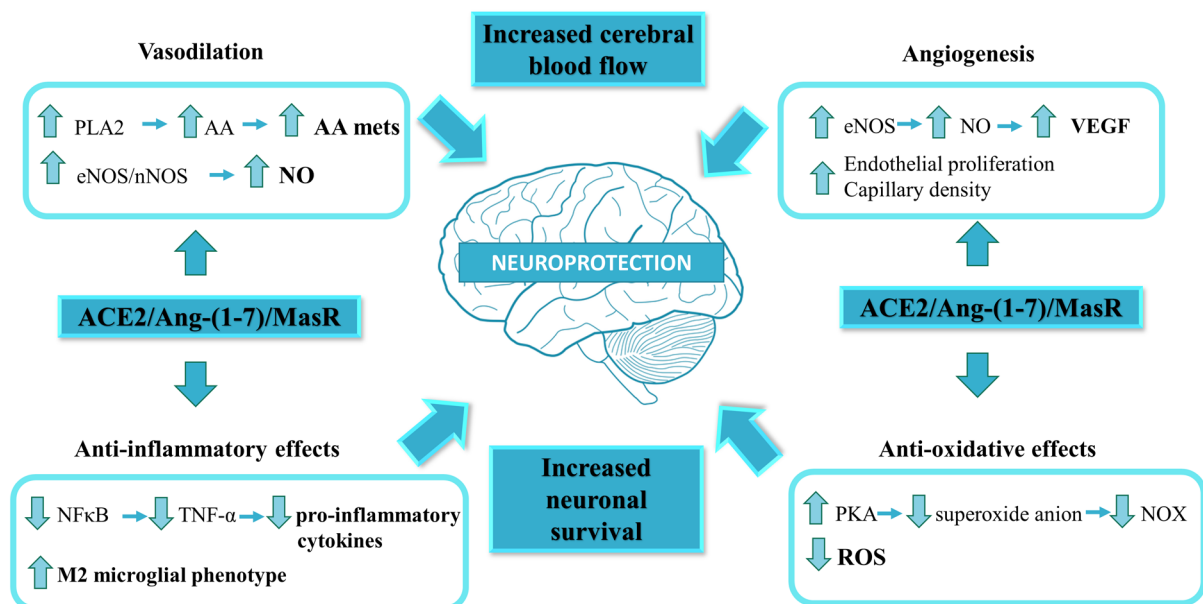 Vasodilation
PLA2 AA AA mets
eNOS/nNOS NO
Increased cerebral
blood flow
Angiogenesis
eNOS NO VEGF
Endothelial proliferation
Capillary density
NEUROPROTECTION
ACE2/Ang-(1-7)/MasR
ACE2/Ang-(1-7)/MasR
Anti-inflammatory effects
NFκB TNF-α pro-inflammatory
cytokines
M2 microglial phenotype
Increased
neuronal
survival
Anti-oxidative effects
PKA superoxide anion NOX
ROS